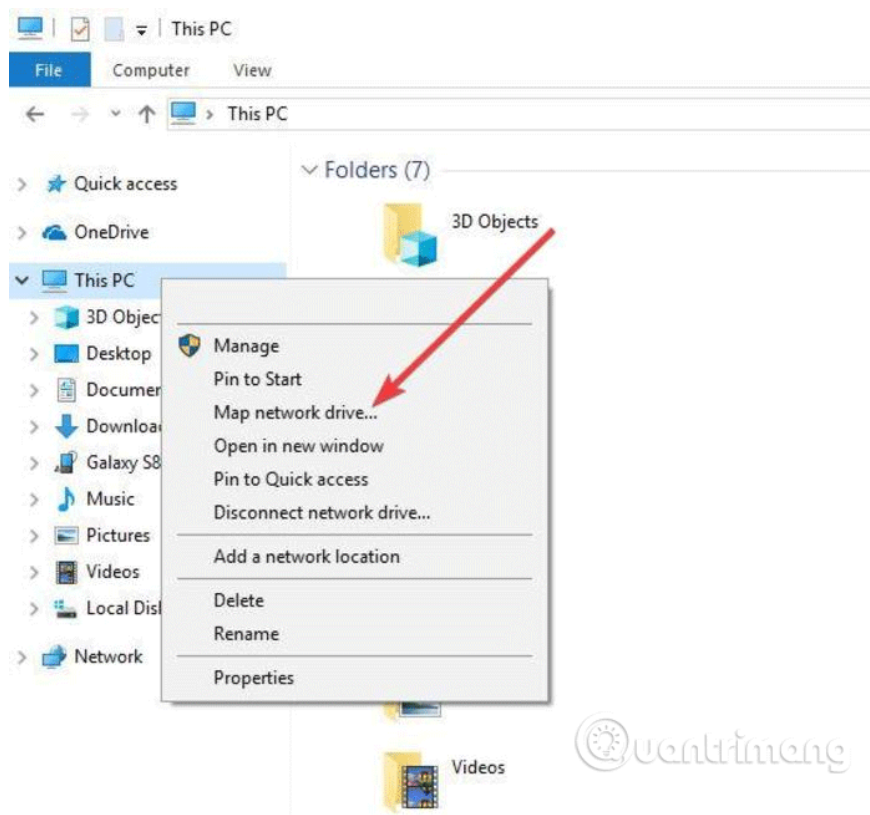 This PC
File Computer View
This PC
Folders (7)
Quick access
3D Objects
OneDrive
This PC
3D Objec
Desktop
Documer
Downloa
Galaxy S8
Music
Pictures
Videos
Local Dis
Network
Manage
Pin to Start
Map network drive...
Open in new window
Pin to Quick access
Disconnect network drive...
Add a network location
Delete
Rename
Properties
Videos
Quantrimang